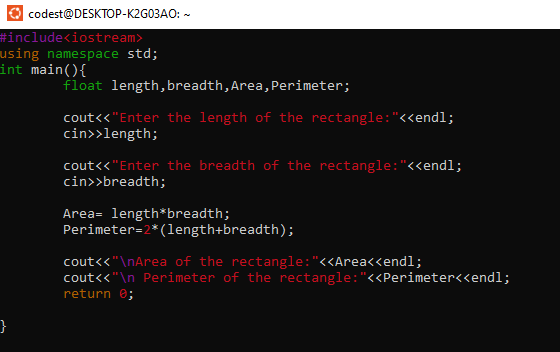 codest@DESKTOP-K2G03AO: ~
#include<iostream>
using namespace std;
int main(){
        float length,breadth,Area,Perimeter;

        cout<<"Enter the length of the rectangle:"<<endl;
        cin>>length;

        cout<<"Enter the breadth of the rectangle:"<<endl;
        cin>>breadth;

        Area= length*breadth;
        Perimeter=2*(length+breadth);

        cout<<"\nArea of the rectangle:"<<Area<<endl;
        cout<<"\n Perimeter of the rectangle:"<<Perimeter<<endl;
        return 0;

}